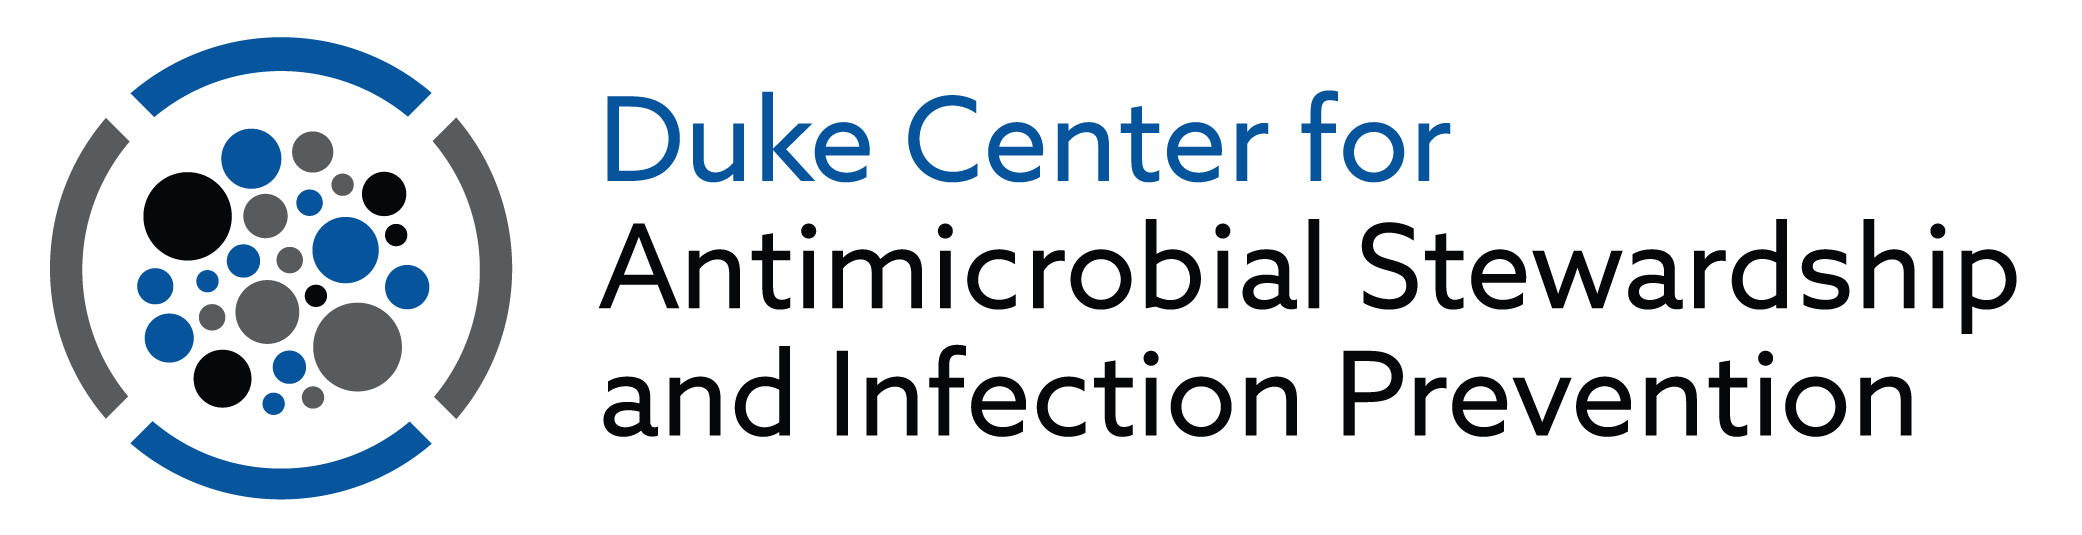 Duke Center for
Antimicrobial Stewardship
and Infection Prevention